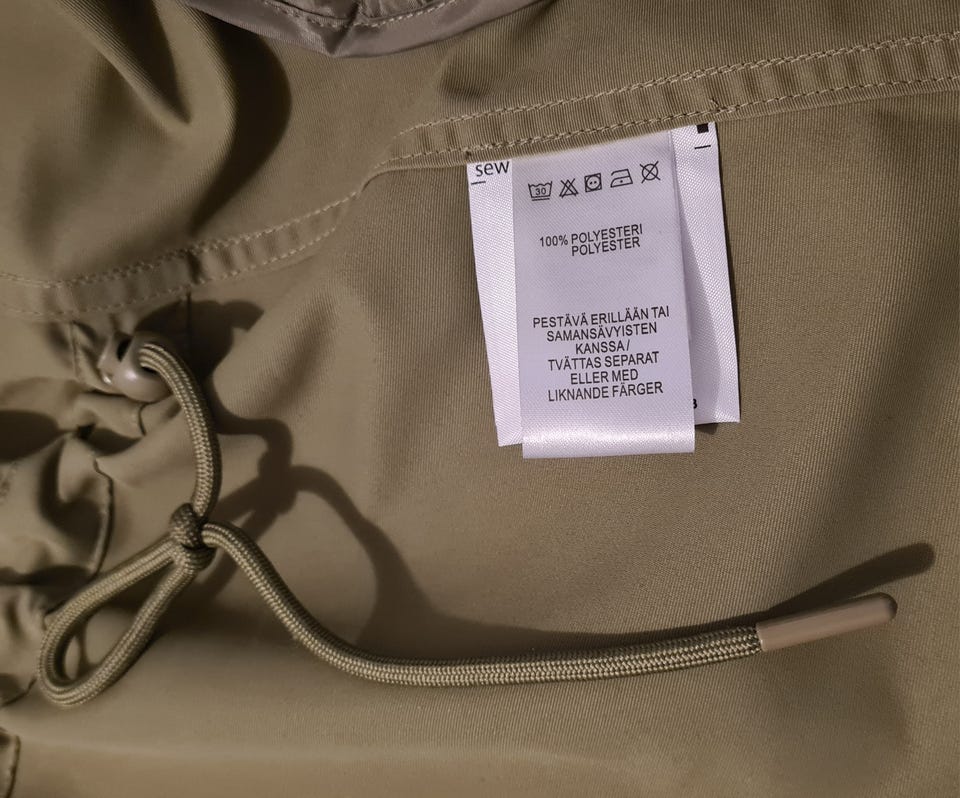 sew
30
100% POLYESTERI
POLYESTER
PESTÄVÄ ERILLÄÄN TAI
SAMANSÄVYISTEN
KANSSA /
TVÄTTAS SEPARAT
ELLER MED
LIKNANDE FÄRGER